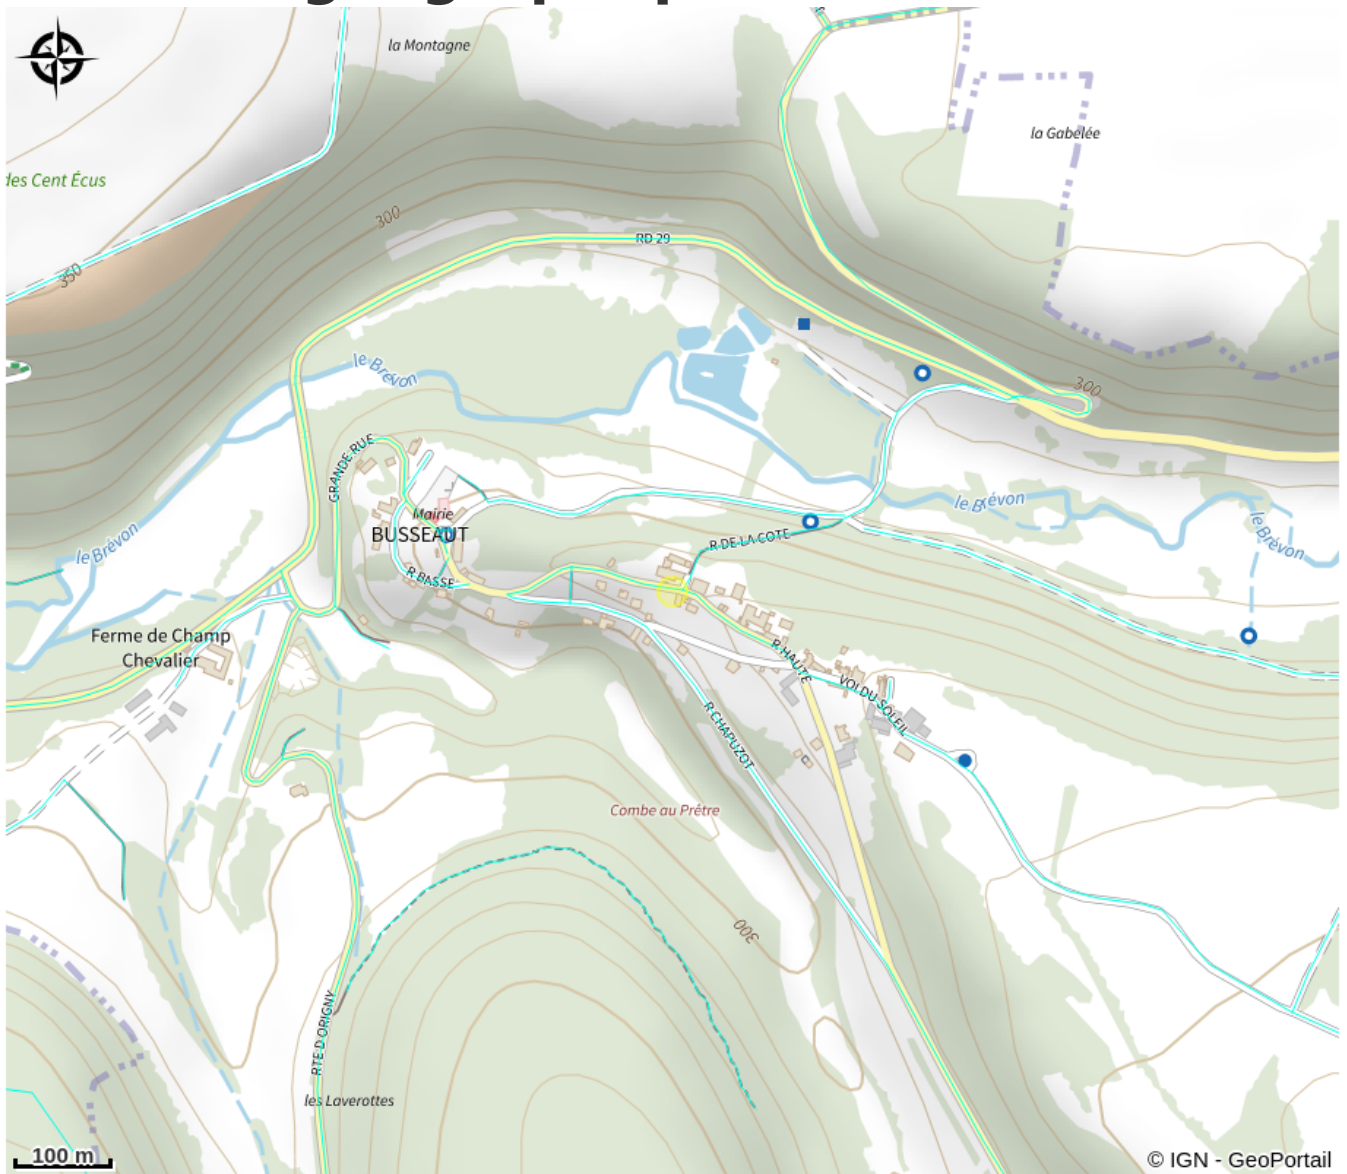 la Montagne
la Gabelée
des Cent Écus
300
RD 29
350
le Brévon
300
GRANDE RUE
le Brévon
le Brévon
Mairie
BUSSEAUT
le Brévon
R DE LA COTE
R BASSE
Ferme de Champ
Chevalier
R HAUTE
VOI DU SOLEIL
R CHAPUZOT
Combe au Prêtre
300
RTE D'ORIGNY
les Laverottes
100 m
© IGN - GeoPortail